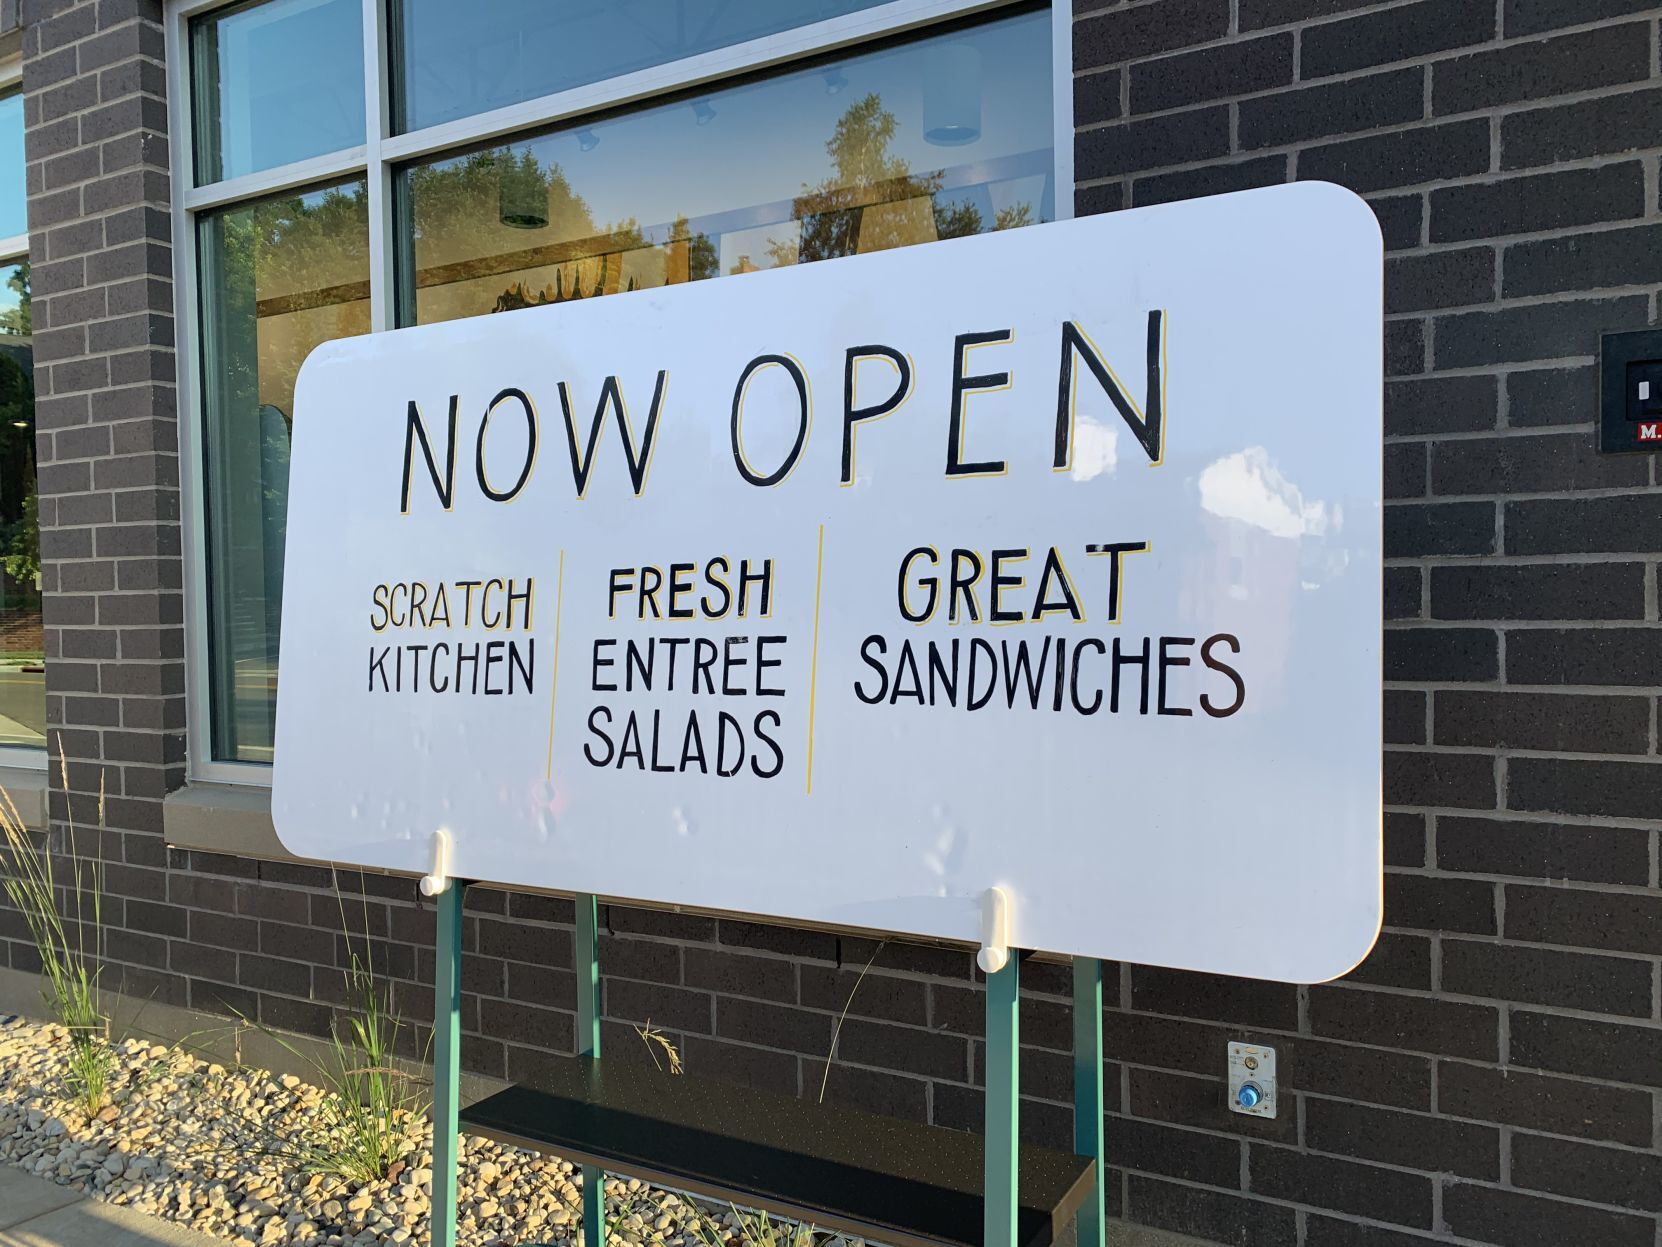 NOW OPEN
SCRATCH
KITCHEN
FRESH
ENTREE
SALADS
GREAT
SANDWICHES
M.